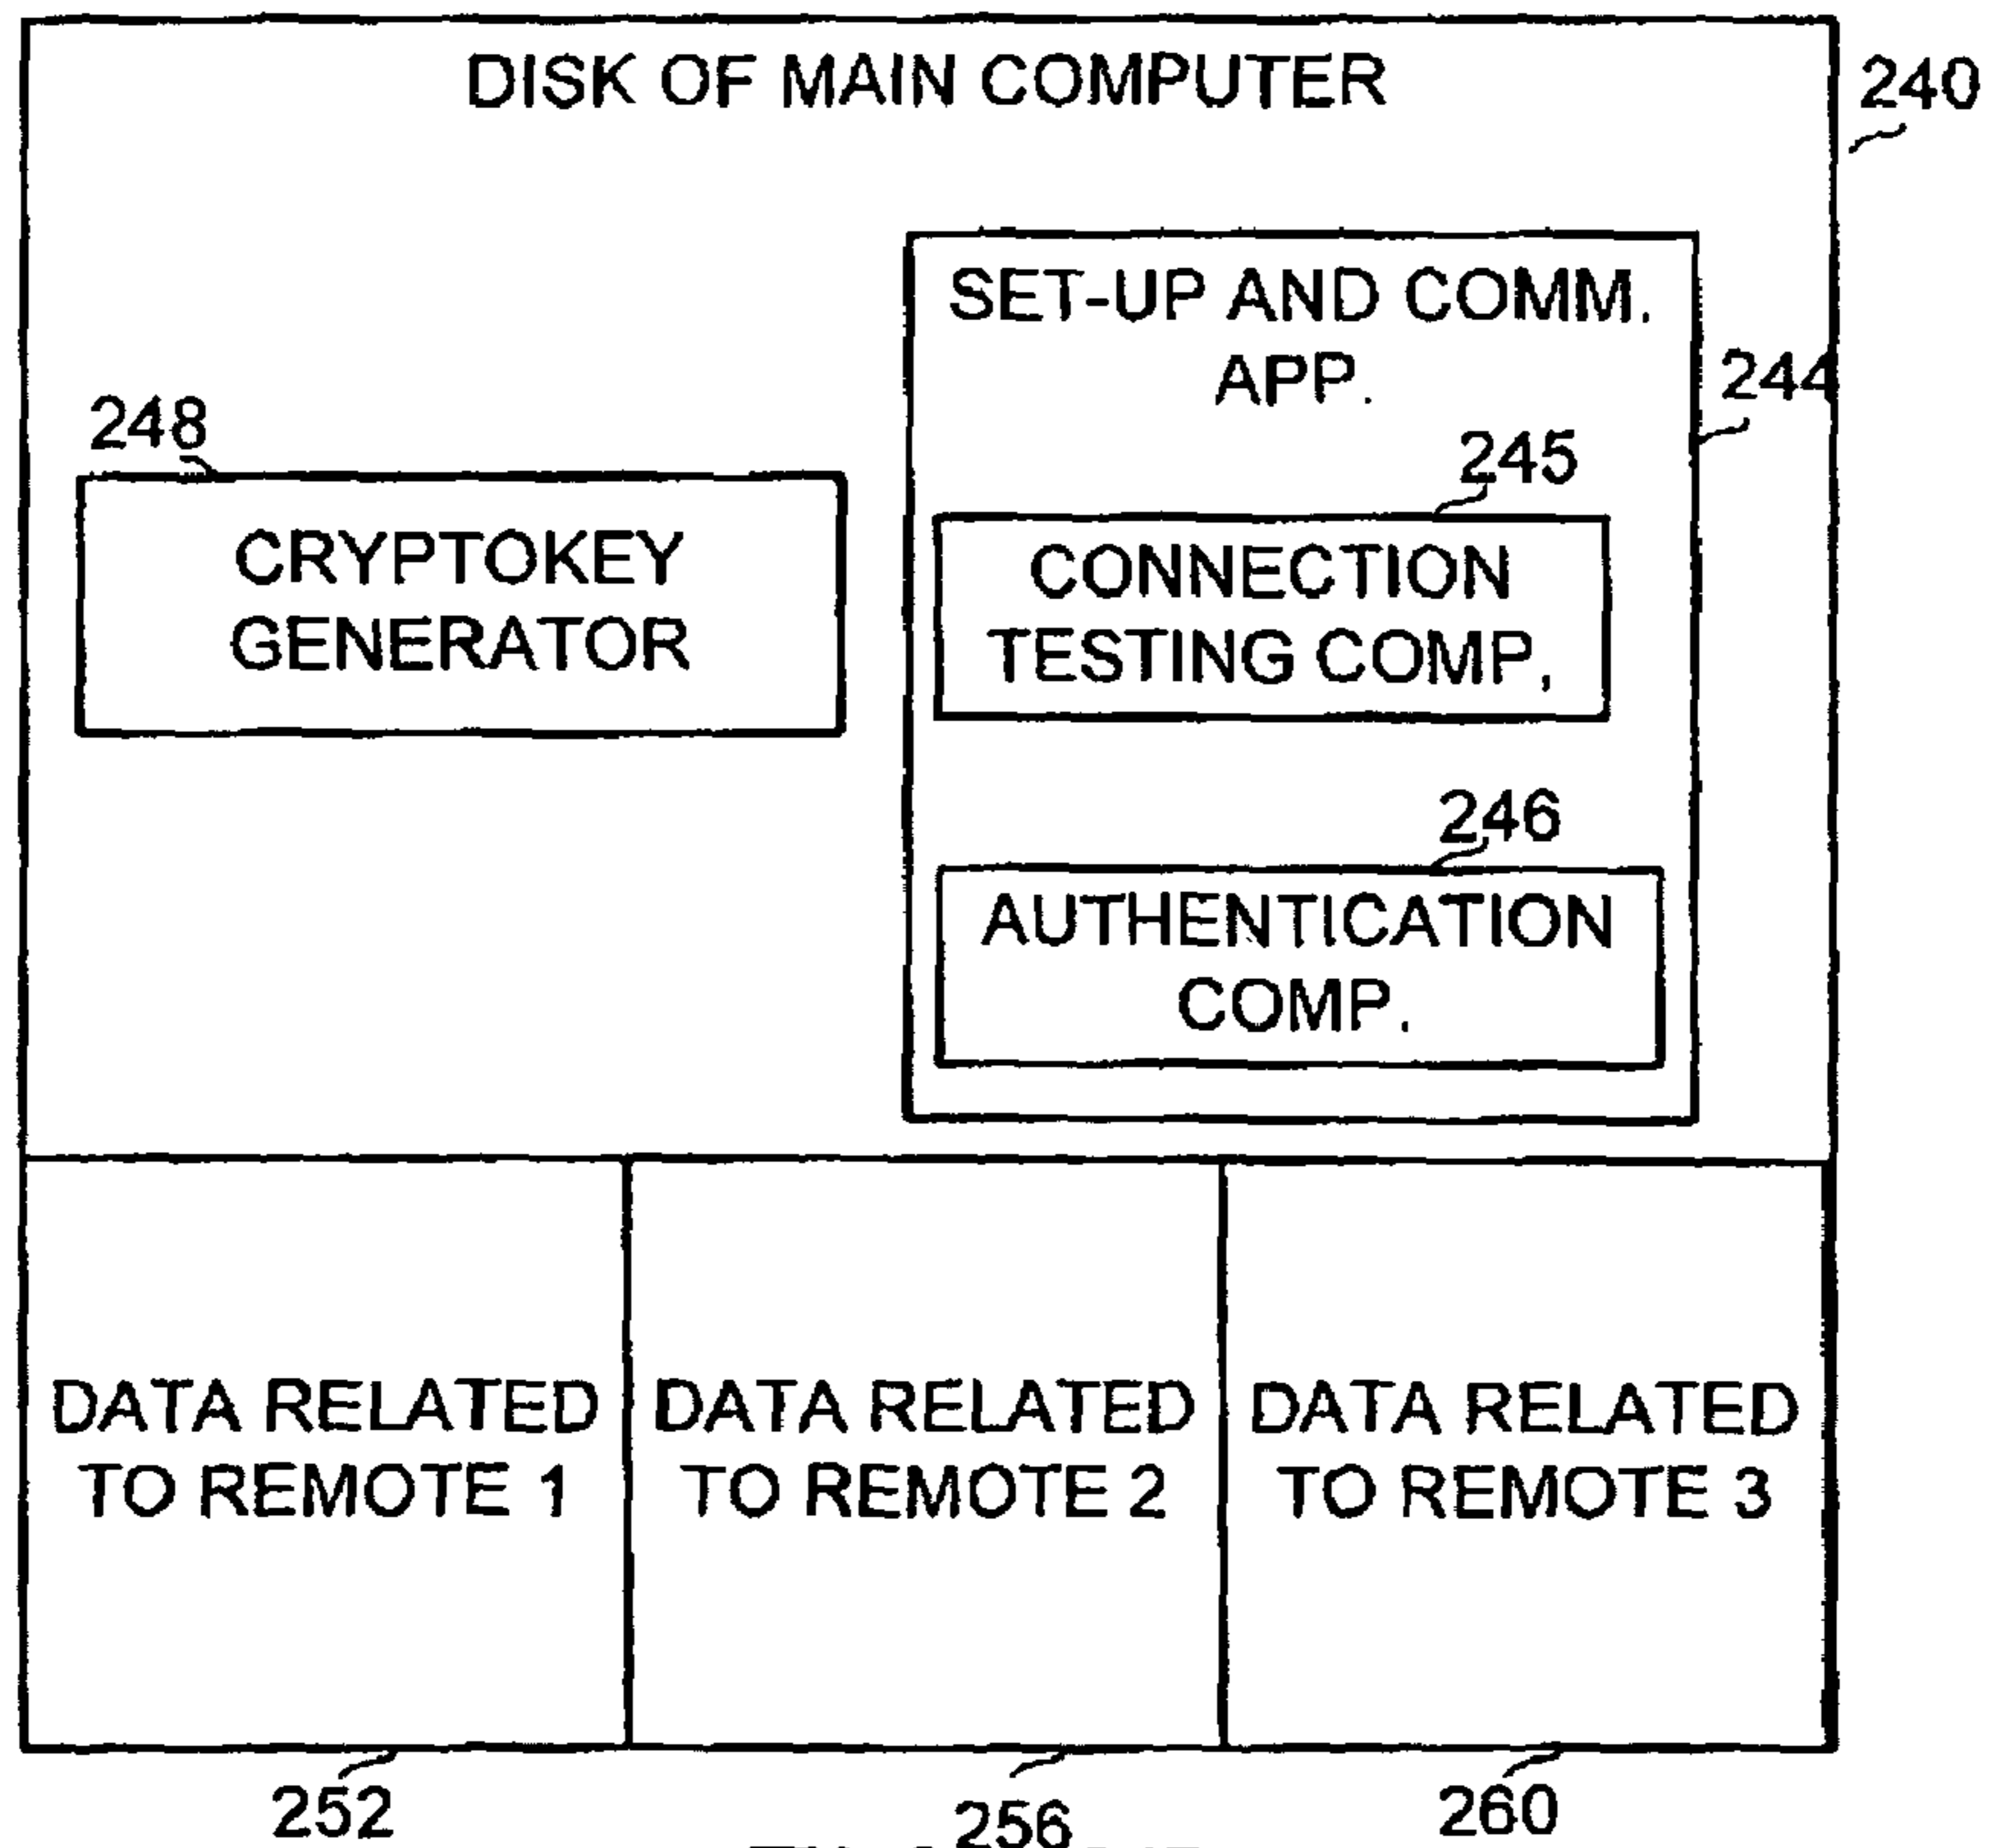 DISK OF MAIN COMPUTER
240
SET-UP AND COMM.
APP.
244
248
CRYPTOKEY
GENERATOR
245
CONNECTION
TESTING COMP,
246
AUTHENTICATION
COMP.
DATA RELATED
TO REMOTE 1
DATA RELATED
TO REMOTE 2
DATA RELATED
TO REMOTE 3
252
256
260